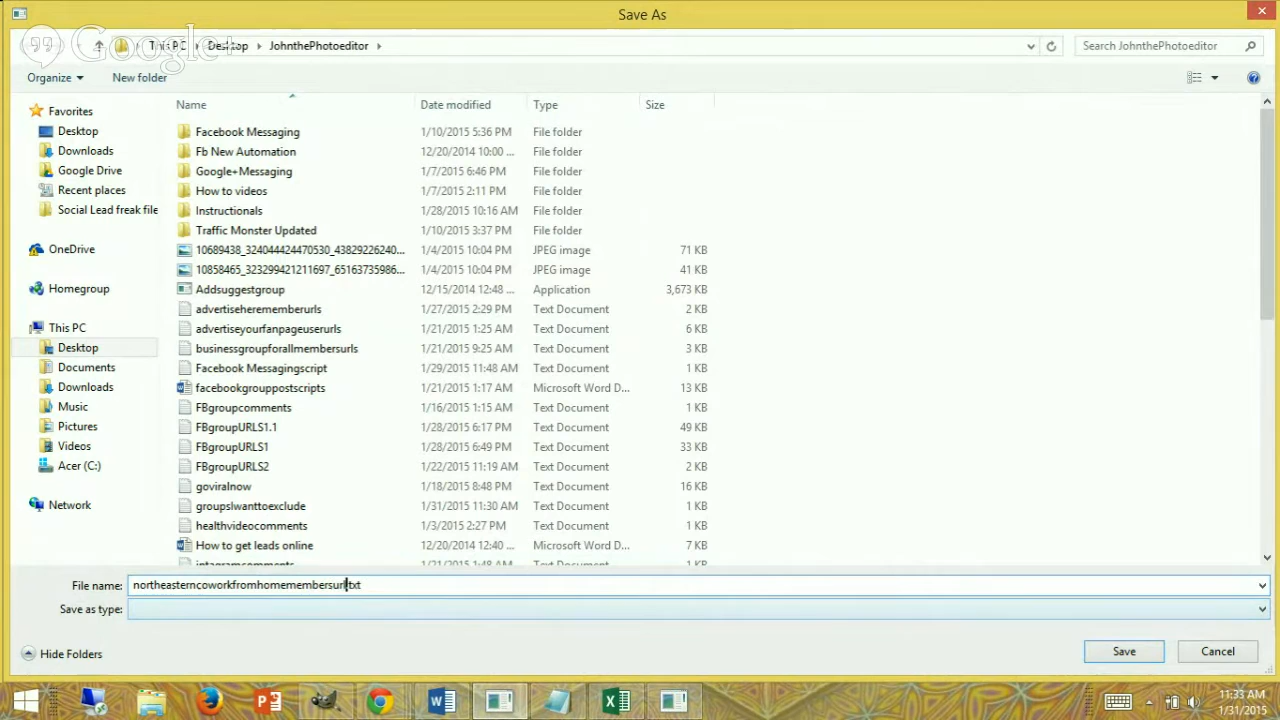 Save As
Google+
This PC Desktop JohnthePhotoeditor
Search JohnthePhotoeditor
Organize New folder
Name Date modified Type Size
Favorites
Desktop
Downloads
Google Drive
Recent places
Social Lead freak file
OneDrive
Homegroup
This PC
Desktop
Documents
Downloads
Music
Pictures
Videos
Acer (C:)
Network
Facebook Messaging 1/10/2015 5:36 PM File folder
Fb New Automation 12/20/2014 10:00 ... File folder
Google+Messaging 1/7/2015 6:46 PM File folder
How to videos 1/7/2015 2:11 PM File folder
Instructionals 1/28/2015 10:16 AM File folder
Traffic Monster Updated 1/10/2015 3:37 PM File folder
10689438_324044424470530_43829226240... 1/4/2015 10:04 PM JPEG image 71 KB
10858465_323299421211697_65163735986... 1/4/2015 10:04 PM JPEG image 41 KB
Addsuggestgroup 12/15/2014 12:48 ... Application 3,673 KB
advertiseherememberurls 1/27/2015 2:29 PM Text Document 2 KB
advertiseyourfanpageuserurls 1/21/2015 1:25 AM Text Document 6 KB
businessgroupforallmembersurls 1/21/2015 9:25 AM Text Document 3 KB
Facebook Messagingscript 1/29/2015 11:48 AM Text Document 1 KB
facebookgrouppostscripts 1/21/2015 1:17 AM Microsoft Word D... 13 KB
FBgroupcomments 1/16/2015 1:15 AM Text Document 1 KB
FBgroupURLS1.1 1/28/2015 6:17 PM Text Document 49 KB
FBgroupURLS1 1/28/2015 6:49 PM Text Document 33 KB
FBgroupURLS2 1/22/2015 11:19 AM Text Document 2 KB
goviralnow 1/18/2015 8:48 PM Text Document 16 KB
groupsIwanttoexclude 1/31/2015 11:30 AM Text Document 1 KB
healthvideocomments 1/3/2015 2:27 PM Text Document 1 KB
How to get leads online 12/20/2014 12:40 ... Microsoft Word D... 7 KB
intagramcomments 1/21/2015 1:48 AM Text Document 1 KB
File name: northeasterncoworkfromhomemembersurl.txt
Save as type:
Hide Folders
Save Cancel
11:33 AM
1/31/2015